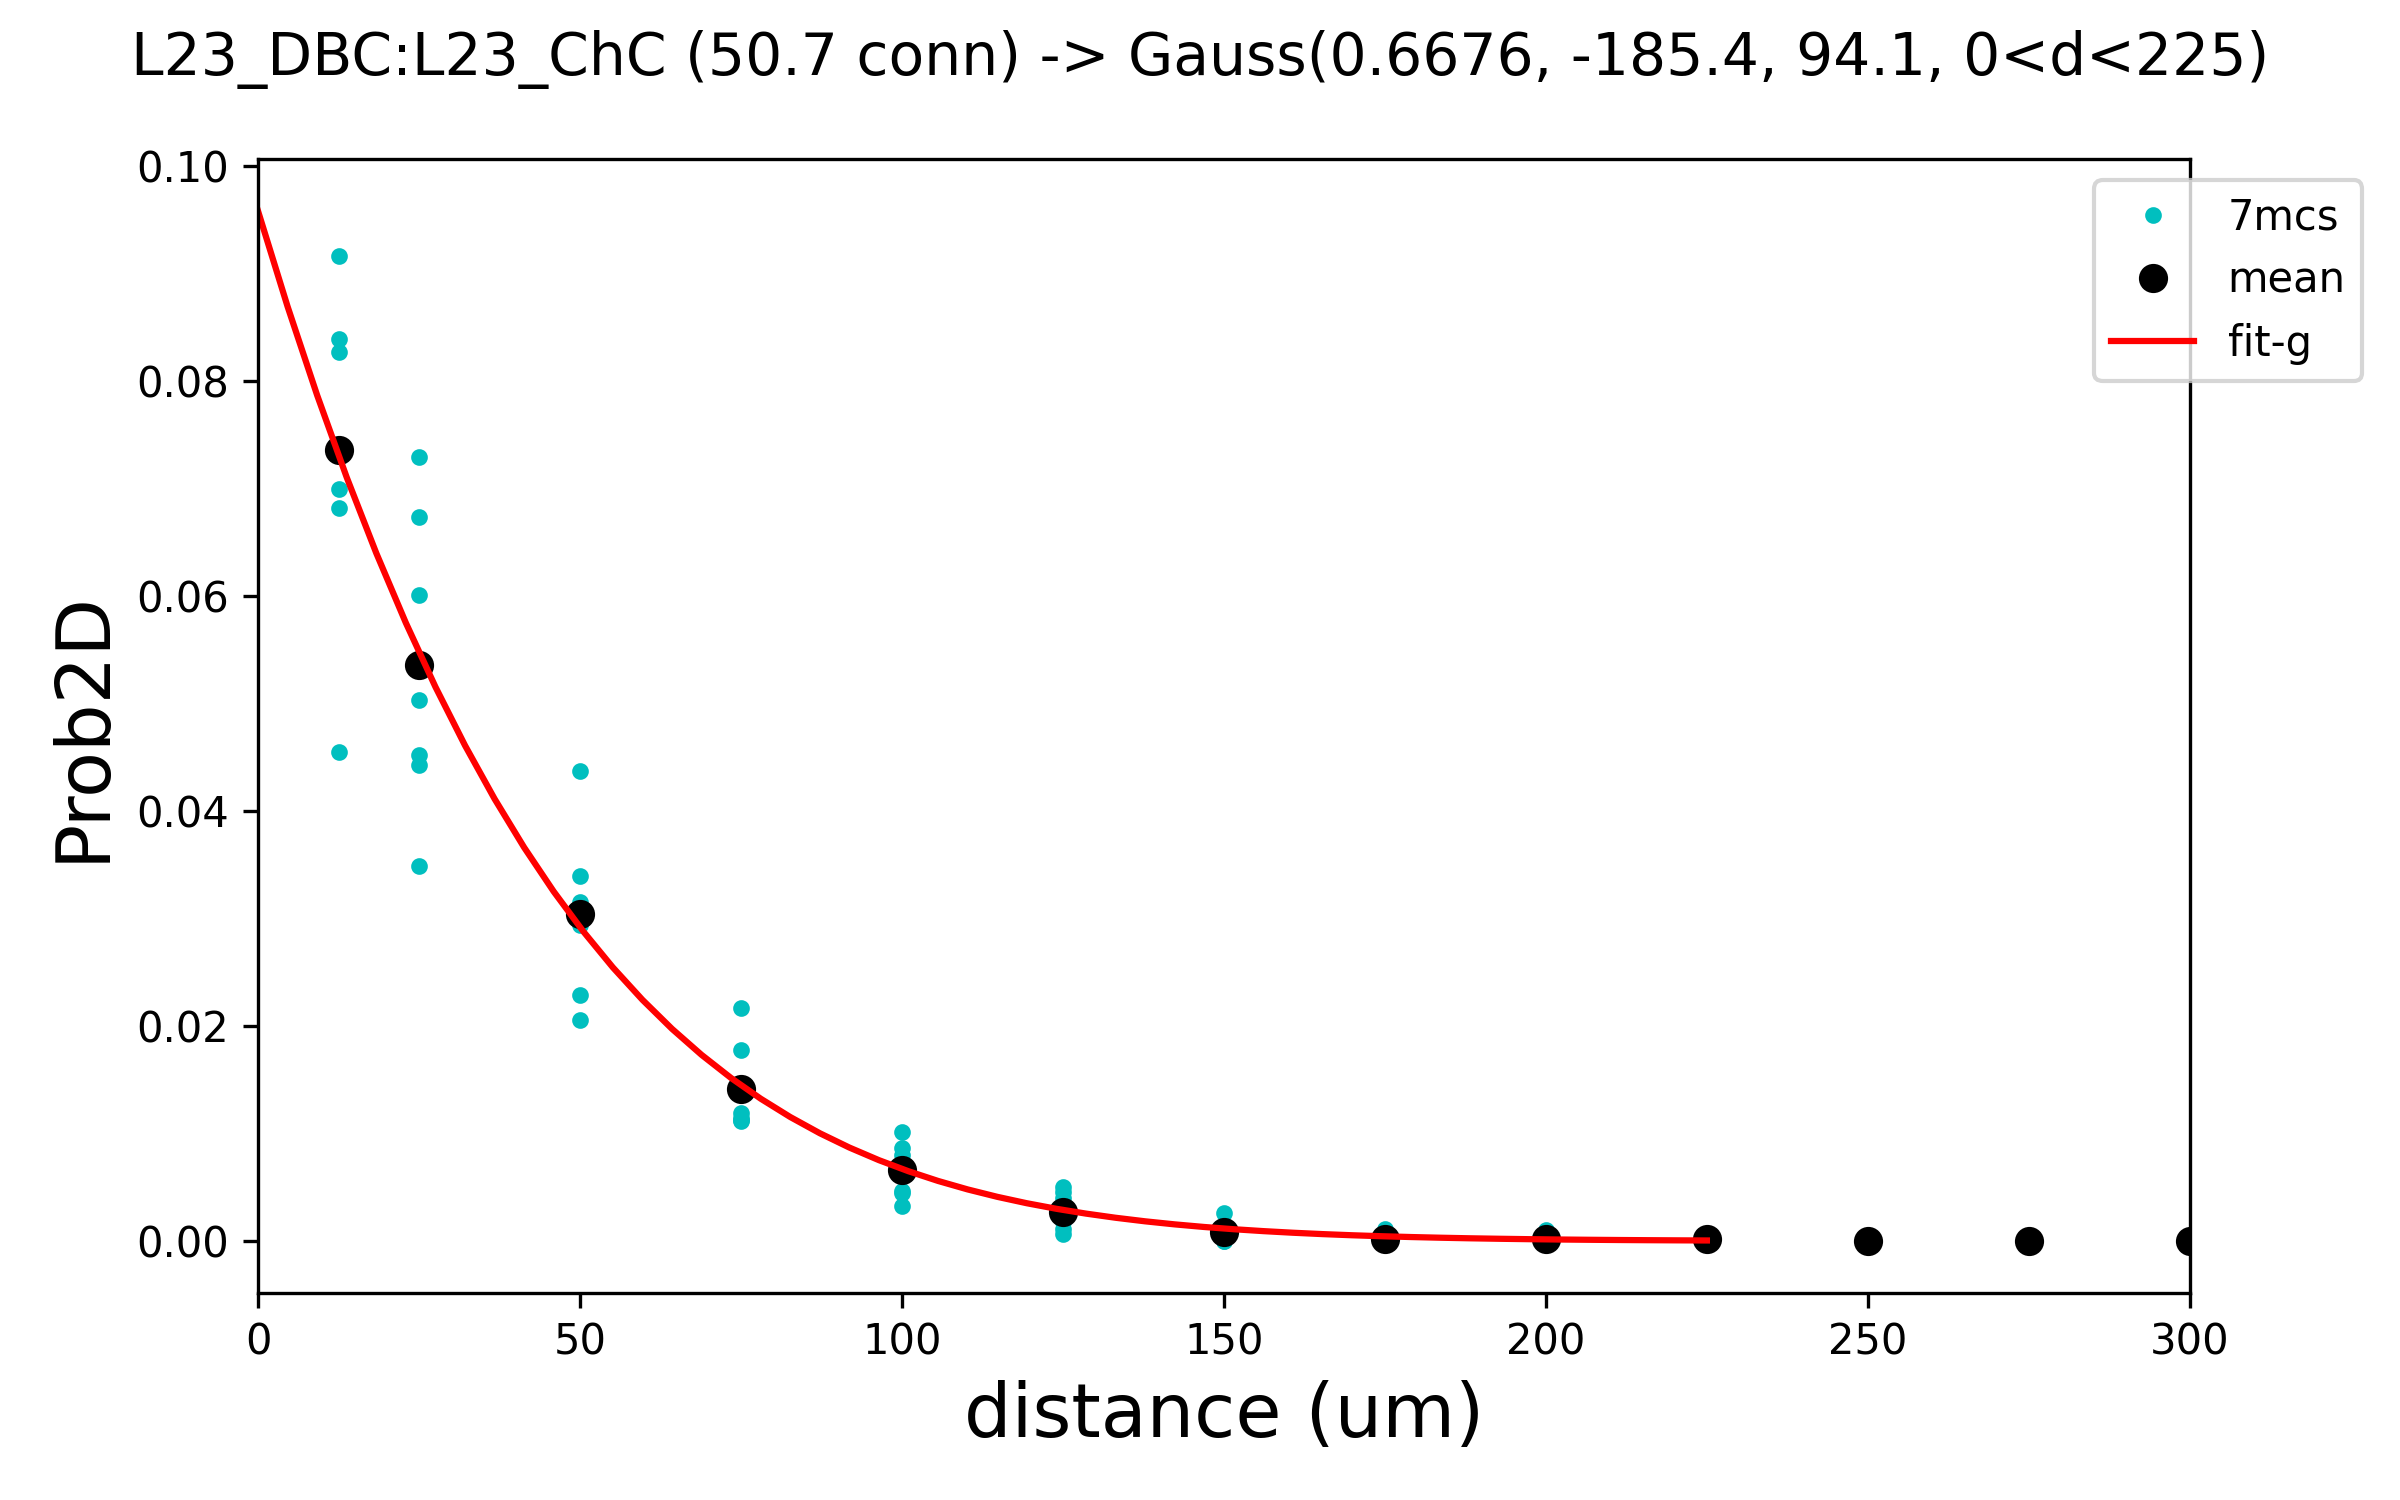 L23_DBC:L23_ChC (50.7 conn) -> Gauss(0.6676, -185.4, 94.1, 0<d<225)
0.10
0.08
0.06
0.04
0.02
0.00
Prob2D
0 50 100 150 200 250 300
distance (um)
7mcs
mean
fit-g